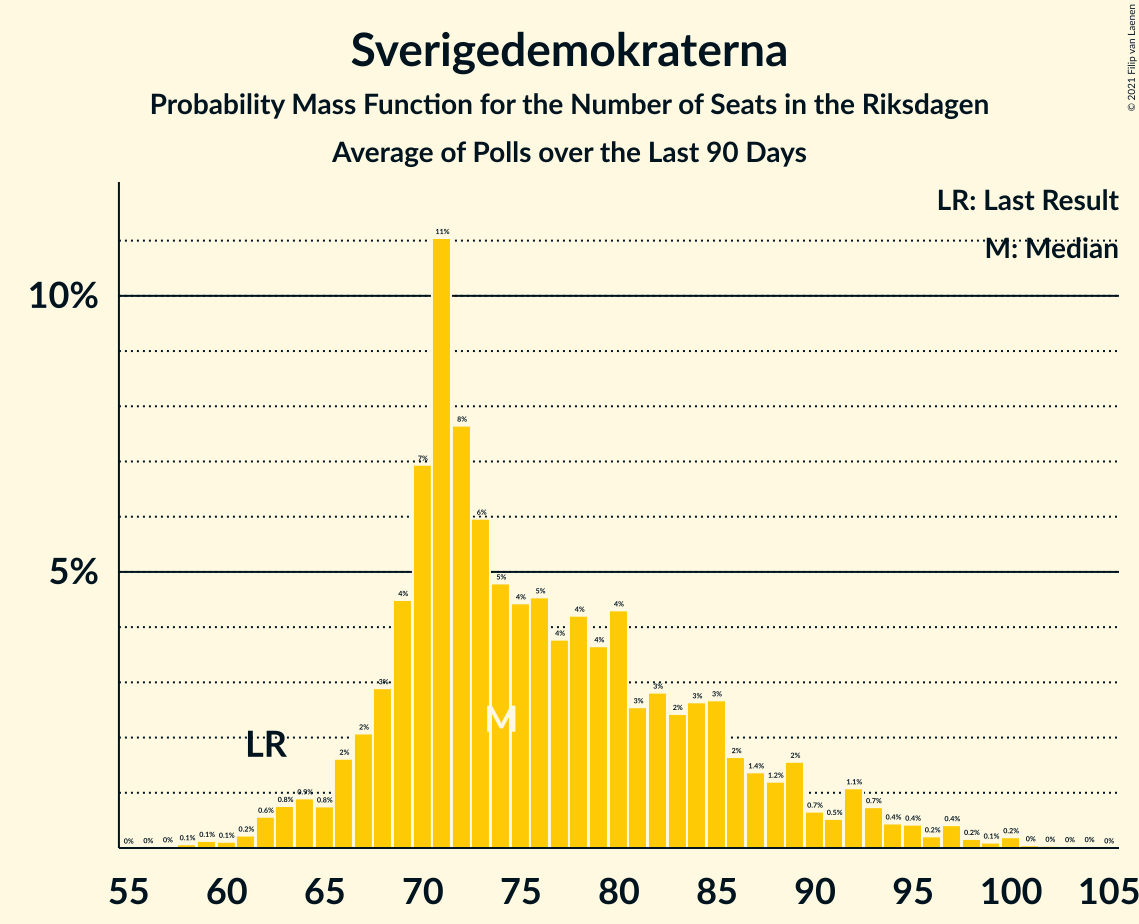 Sverigedemokraterna
Probability Mass Function for the Number of Seats in the Riksdagen
Average of Polls over the Last 90 Days
© 2021 Filip van Laenen
LR: Last Result
M: Median
10%
5%
0% 0% 0% 0.1% 0.1% 0.1% 0.2% 0.6% 0.8% 0.9% 0.8% 2% 2% 3% 4% 7% 11% 8% 6% 5% 4% 5% 4% 4% 4% 4% 3% 3% 2% 3% 3% 2% 1.4% 1.2% 2% 0.7% 0.5% 1.1% 0.7% 0.4% 0.4% 0.2% 0.4% 0.2% 0.1% 0.2% 0% 0% 0% 0% 0%
LR
M
55 60 65 70 75 80 85 90 95 100 105